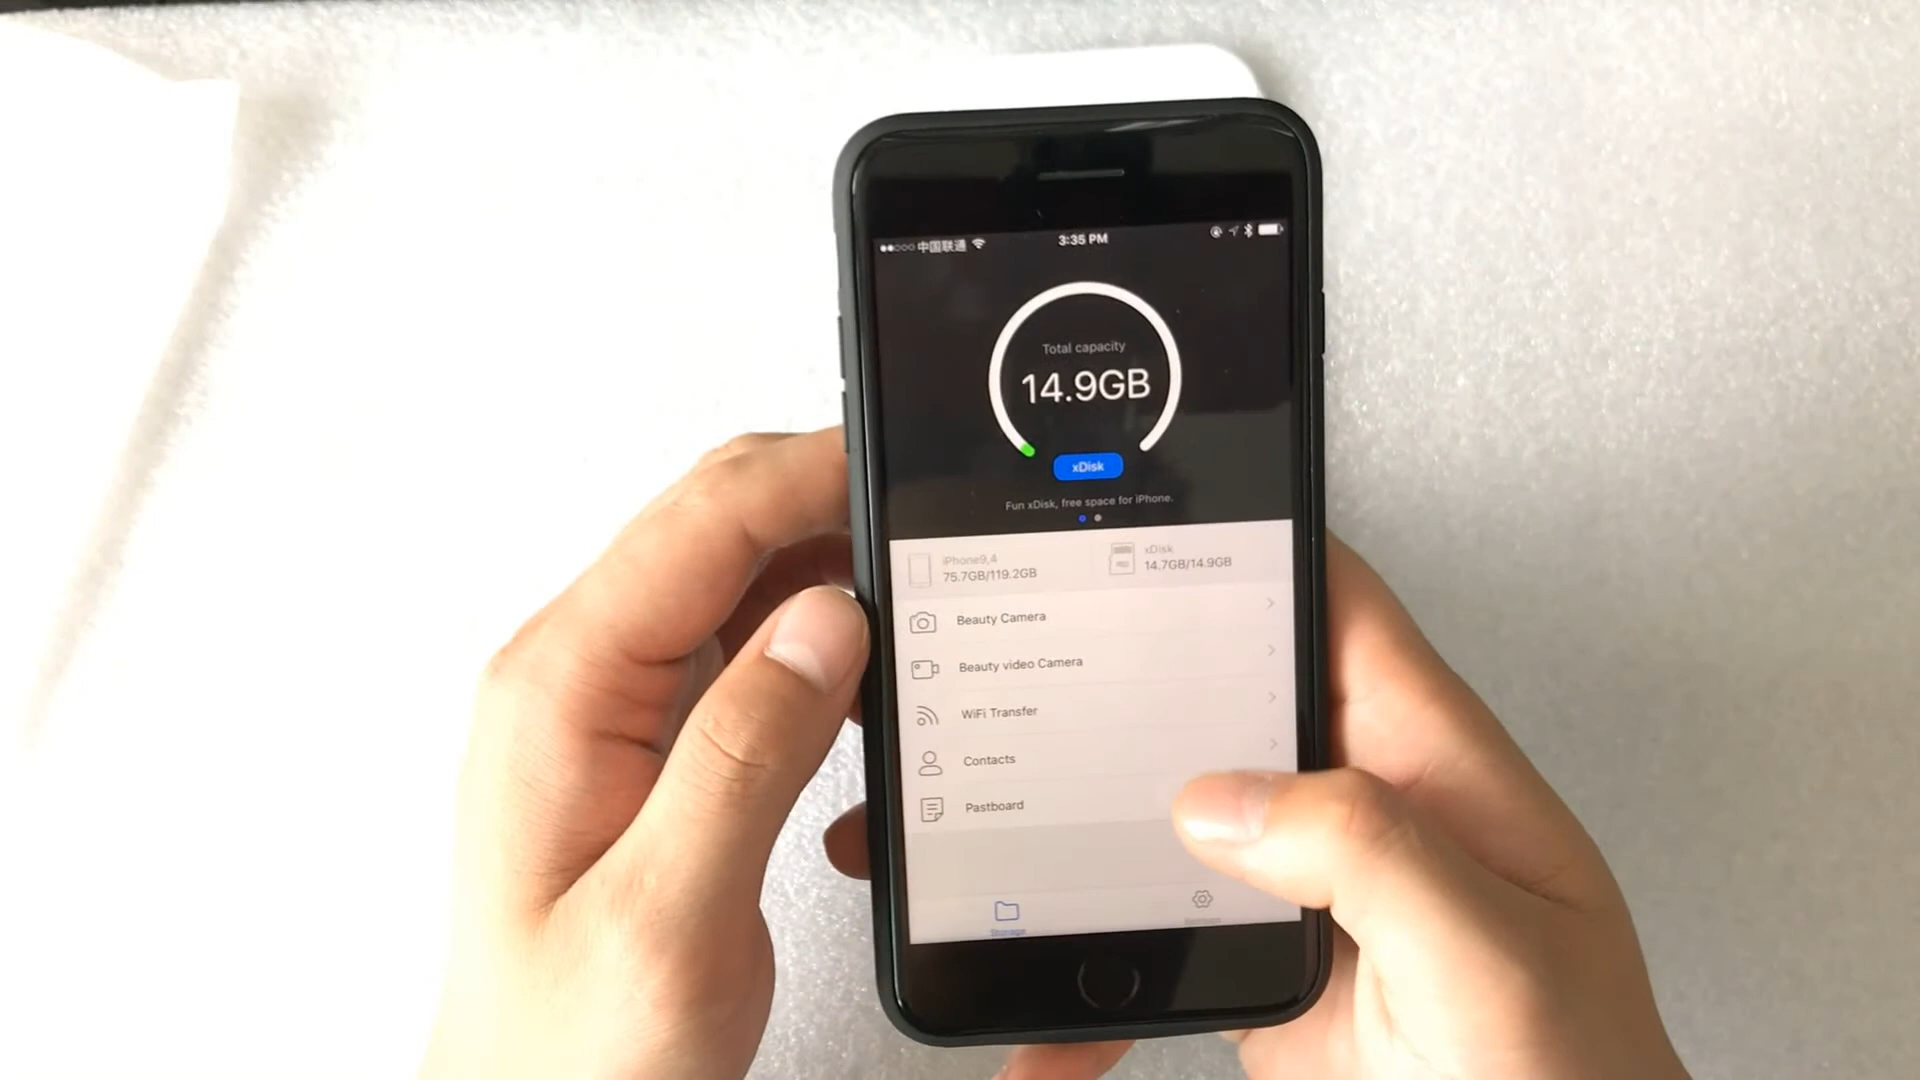 中国联通
3:35 PM
Total capacity
14.9GB
xDisk
Fun xDisk, free space for iPhone.
iPhone9,4
75.7GB/119.2GB
xDisk
14.7GB/14.9GB
Beauty Camera
Beauty video Camera
WiFi Transfer
Contacts
Pastboard
Storage